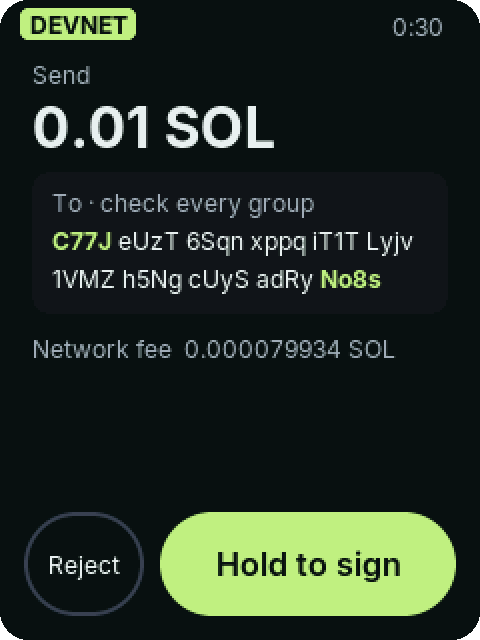 DEVNET 0:30
Send
0.01 SOL
To · check every group
C77J eUzT 6Sqn xppq iT1T Lyjv
1VMZ h5Ng cUyS adRy No8s
Network fee 0.000079934 SOL
Reject Hold to sign